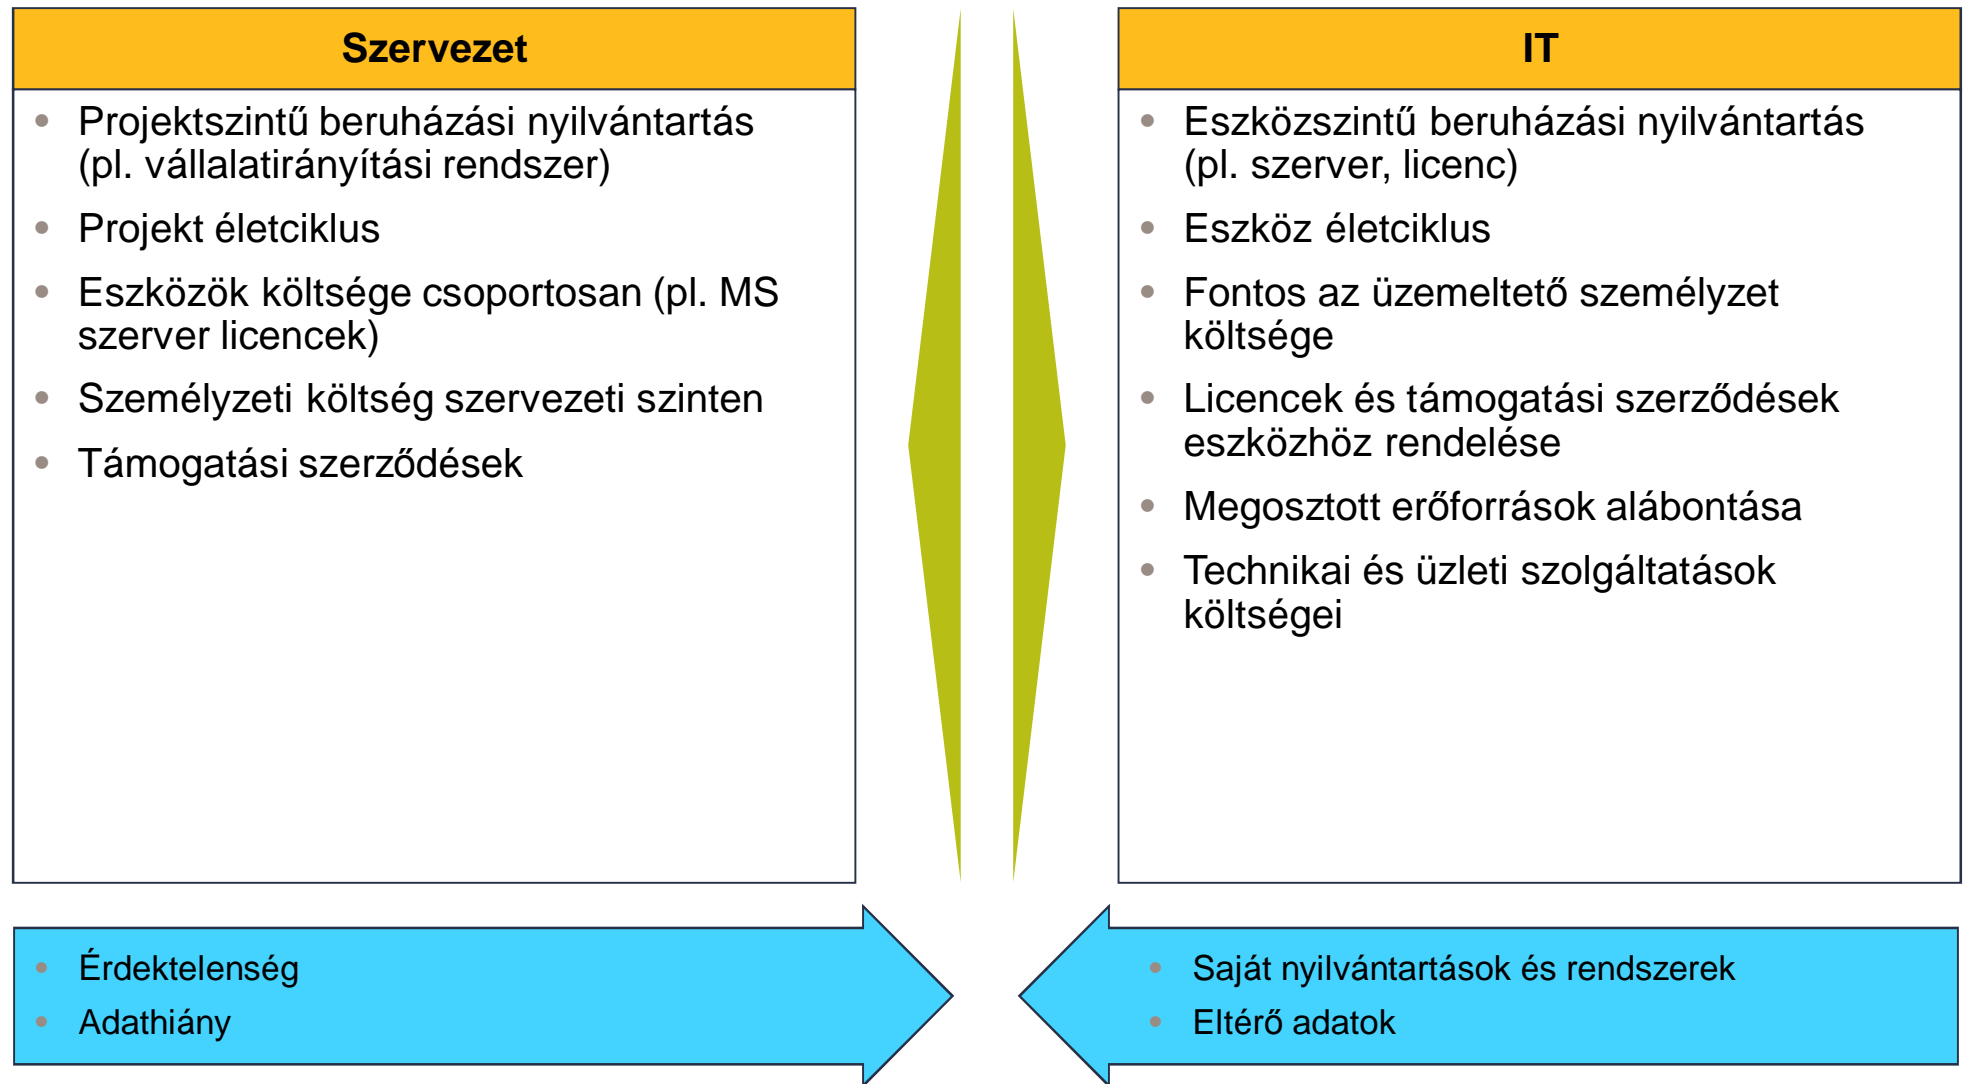 Szervezet
• Projektszintű beruházási nyilvántartás
(pl. vállalatirányítási rendszer)
• Projekt életciklus
• Eszközök költsége csoportosan (pl. MS
szerver licencek)
• Személyzeti költség szervezeti szinten
• Támogatási szerződések
IT
• Eszközszintű beruházási nyilvántartás
(pl. szerver, licenc)
• Eszköz életciklus
• Fontos az üzemeltető személyzet
költsége
• Licencek és támogatási szerződések
eszközhöz rendelése
• Megosztott erőforrások alábontása
• Technikai és üzleti szolgáltatások
költségei
• Érdektelenség
• Adathiány
• Saját nyilvántartások és rendszerek
• Eltérő adatok